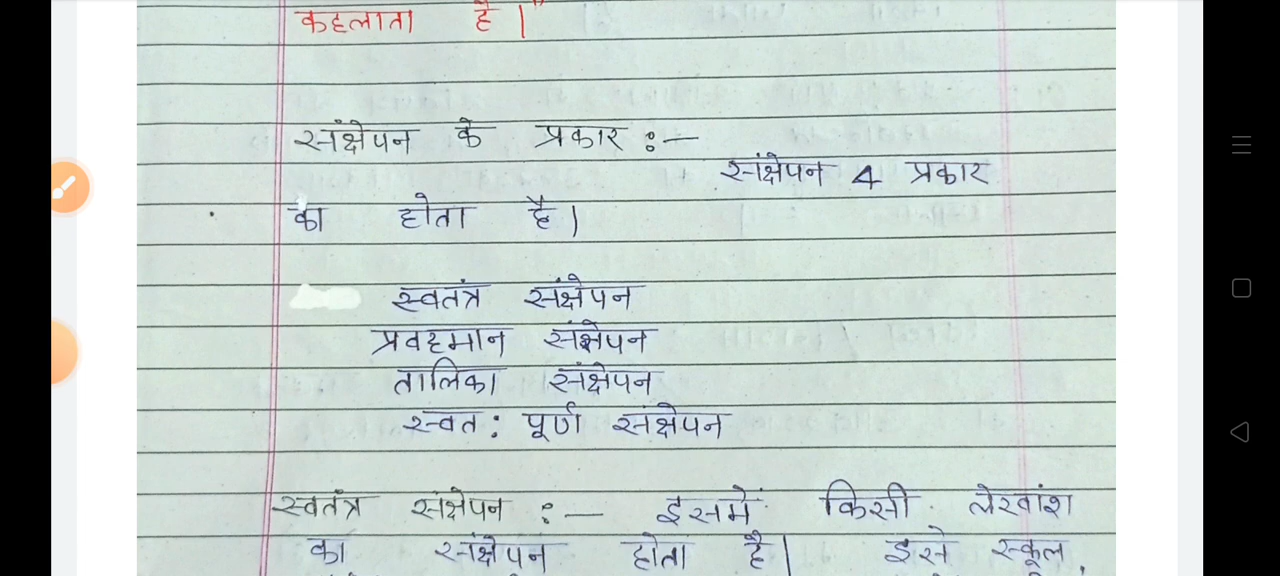 कहलाता है।"
संक्षेपन के प्रकार :—
संक्षेपन 4 प्रकार
का होता है।
स्वतंत्र संक्षेपन
प्रवहमान संक्षेपन
तालिका संक्षेपन
स्वत: पूर्ण संक्षेपन
स्वतंत्र संक्षेपन :— इसमें किसी लेखांश
का संक्षेपन होता है। इसे स्कूल,